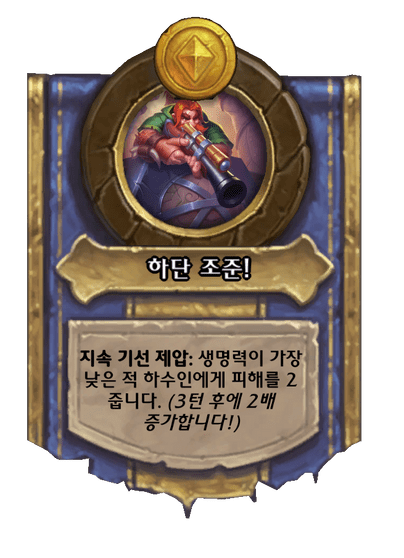 하단 조준!
지속 기선 제압: 생명력이 가장
낮은 적 하수인에게 피해를 2
줍니다. (3턴 후에 2배
증가합니다!)